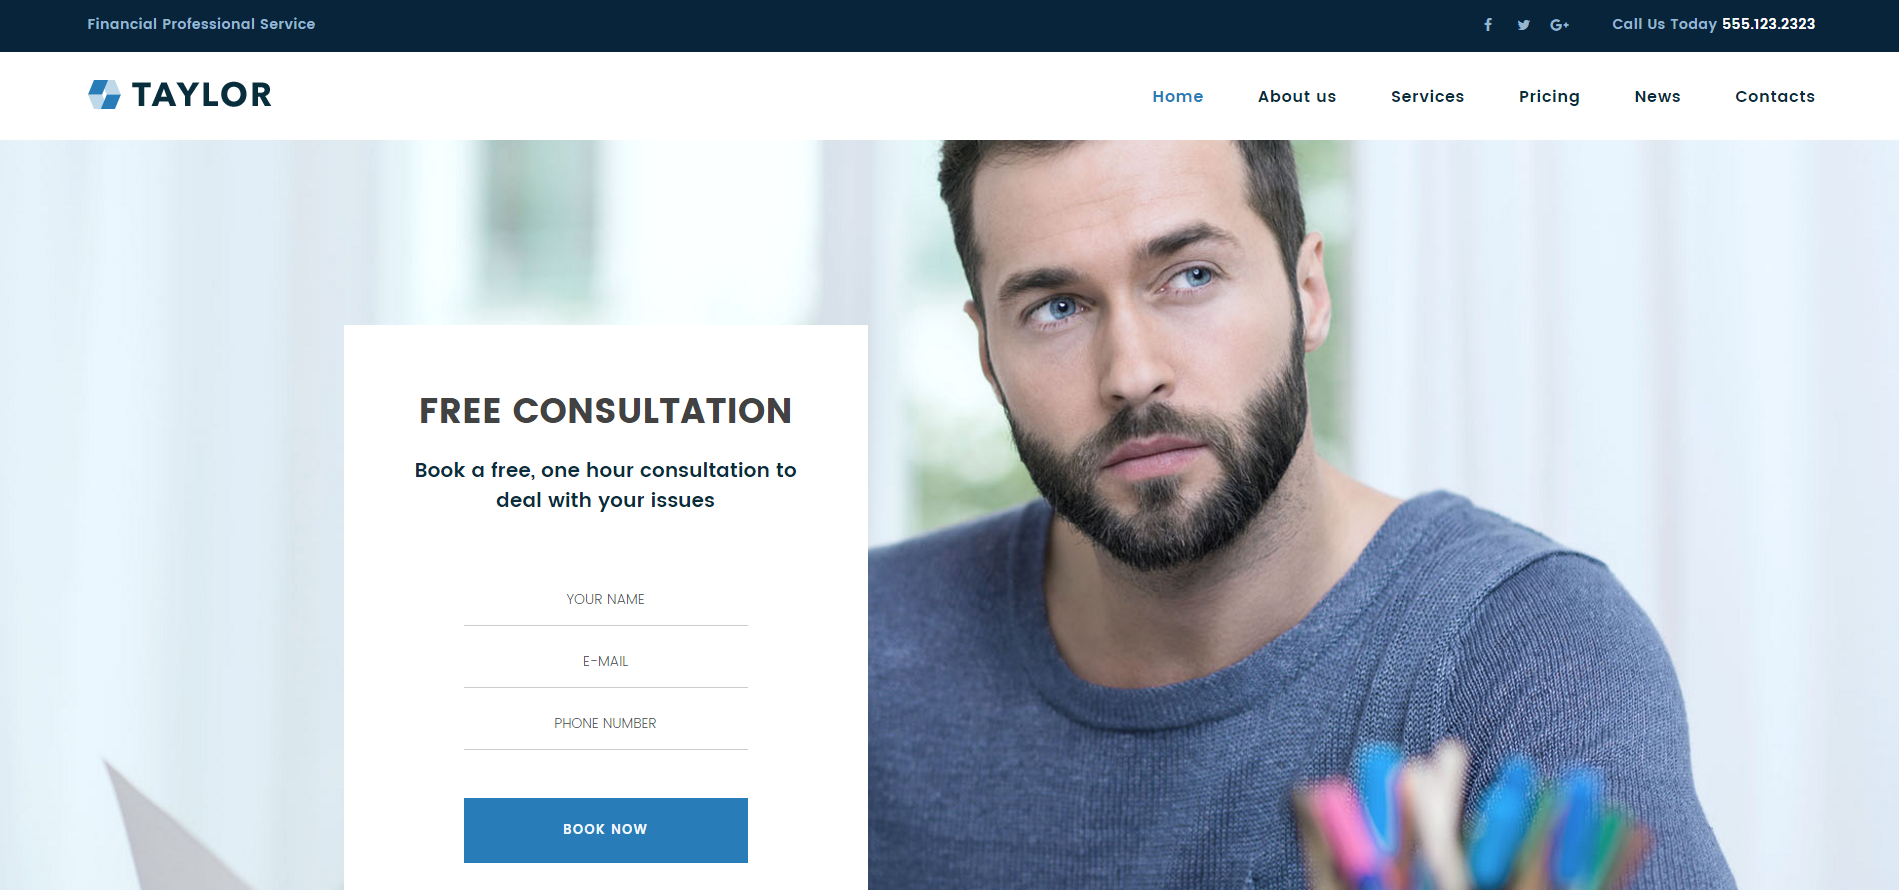 Financial Professional Service
Call Us Today 555.123.2323
TAYLOR
Home
About us
Services
Pricing
News
Contacts
FREE CONSULTATION
Book a free, one hour consultation to
deal with your issues
YOUR NAME
E-MAIL
PHONE NUMBER
BOOK NOW